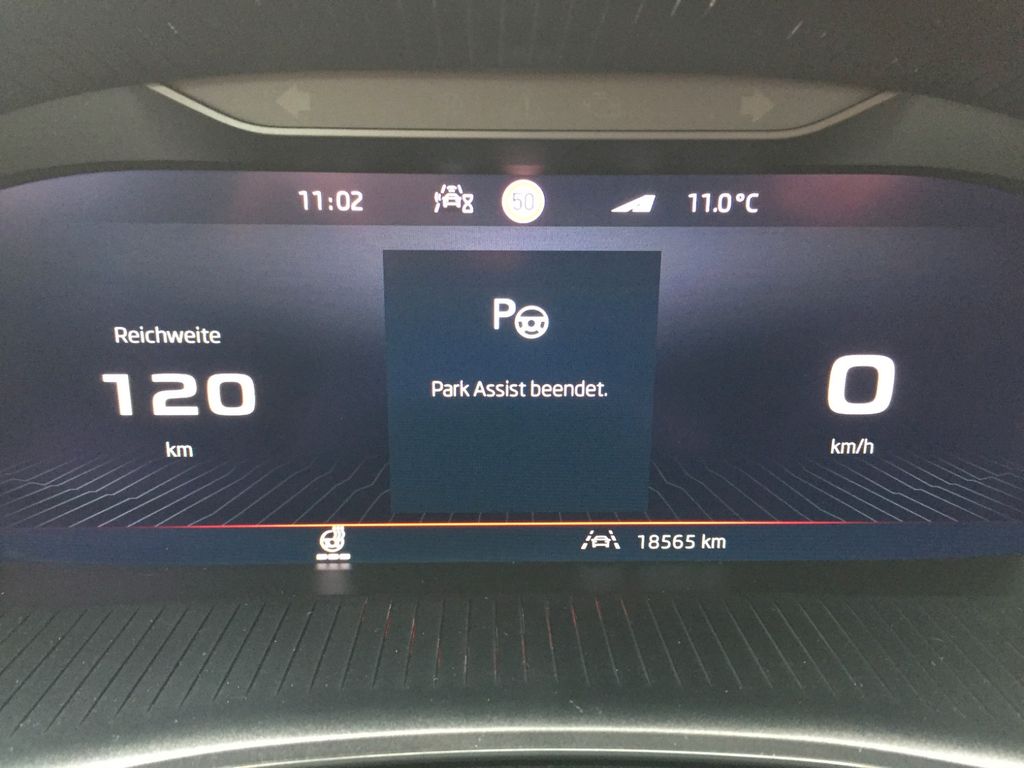 11:02
50
11.0°C
P
Park Assist beendet.
Reichweite
120
km
0
km/h
18565 km